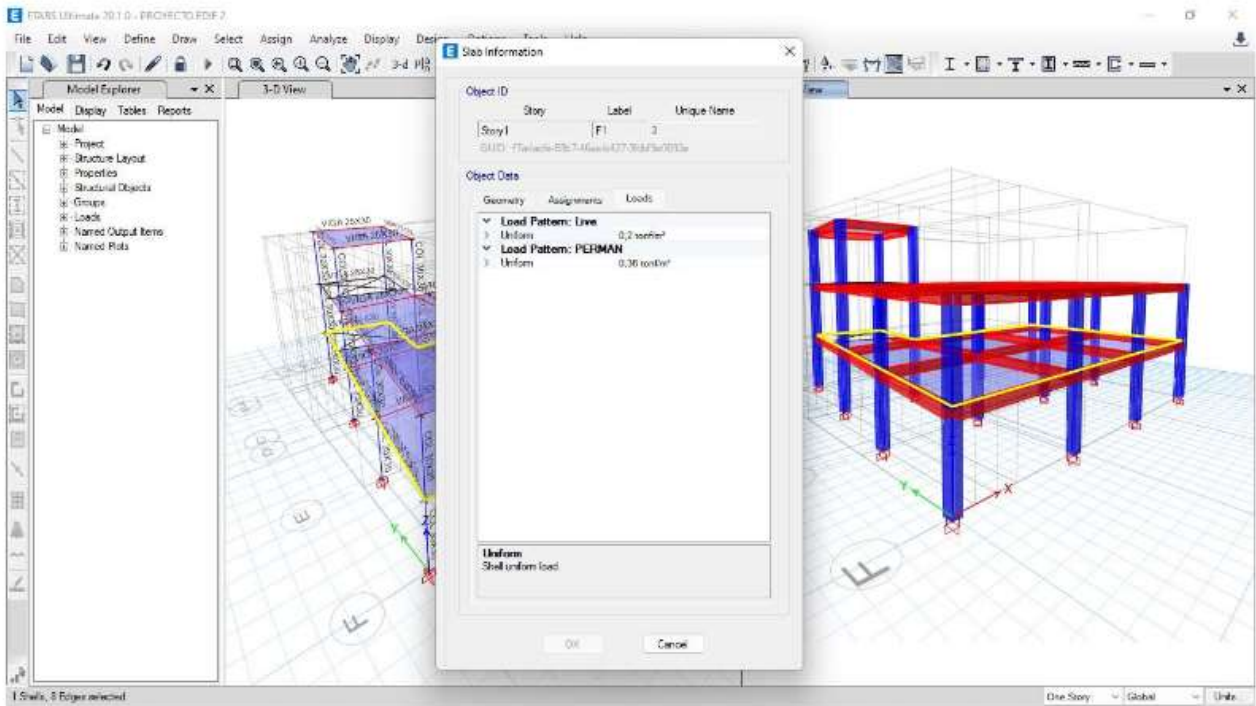 ETABS Ultimate 20.1.0 - PROYECTO EDIF 2
File Edit View Define Draw Select Assign Analyze Display
3-d
Model Explorer
Model Display Tables Reports
Model
Project
Structure Layout
Properties
Structural Objects
Groups
Loads
Named Output Items
Named Plots
3-D View
Slab Information
Object ID
Story Label Unique Name
Story1 F1 3
Object Data
Geometry Assignments Loads
Load Pattern: Live
Uniform 0,2 tonf/m²
Load Pattern: PERMAN
Uniform 0,36 tonf/m²
Uniform
Shell uniform load
OK Cancel
VIGA 25X30
E
F
Z
Y
F
Y
X
1 Shells, 8 Edges selected
One Story Global Units...